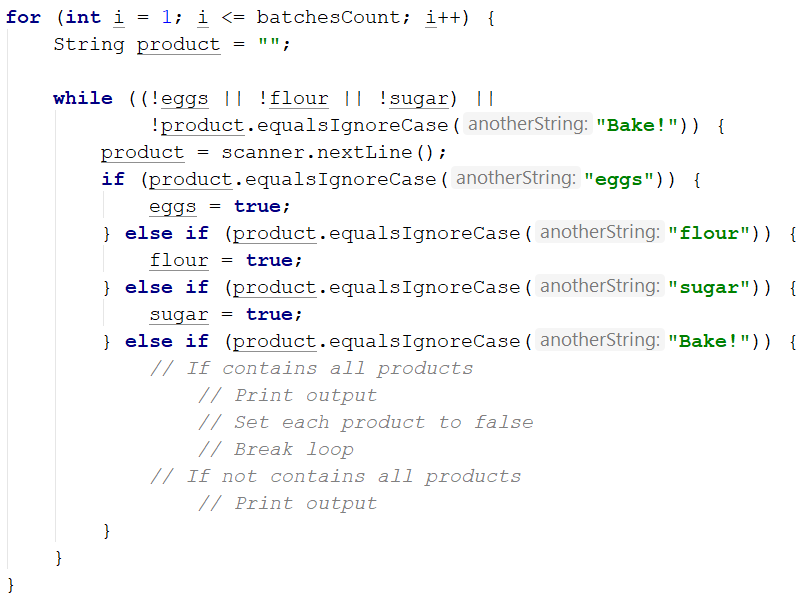 for (int i = 1; i <= batchesCount; i++) {
    String product = "";

    while ((!eggs || !flour || !sugar) ||
            !product.equalsIgnoreCase( anotherString: "Bake!")) {
        product = scanner.nextLine();
        if (product.equalsIgnoreCase( anotherString: "eggs")) {
            eggs = true;
        } else if (product.equalsIgnoreCase( anotherString: "flour")) {
            flour = true;
        } else if (product.equalsIgnoreCase( anotherString: "sugar")) {
            sugar = true;
        } else if (product.equalsIgnoreCase( anotherString: "Bake!")) {
            // If contains all products
                // Print output
                // Set each product to false
                // Break loop
            // If not contains all products
                // Print output
        }
    }
}